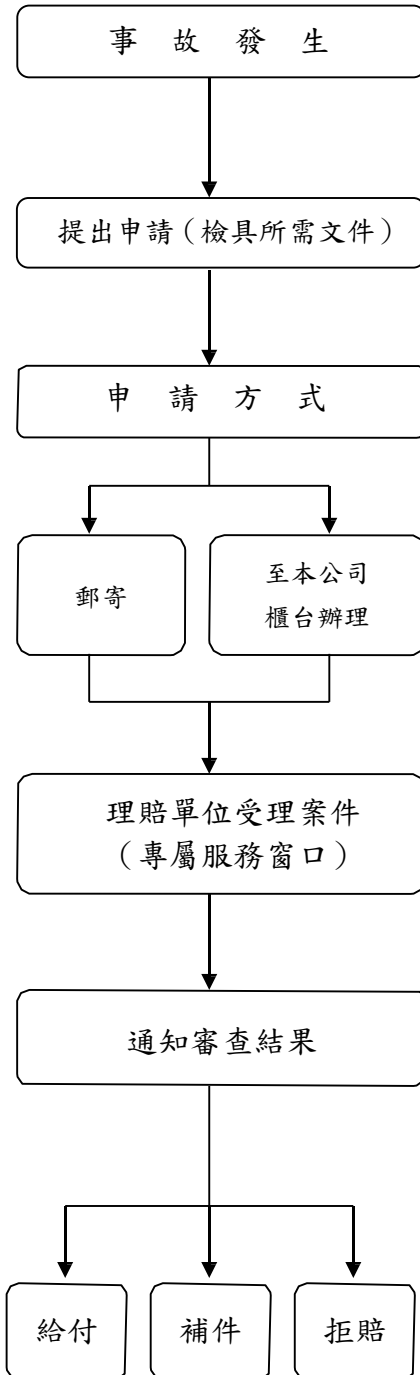 事故發生
提出申請（檢具所需文件）
申請方式
郵寄
至本公司
櫃台辦理
理賠單位受理案件
（專屬服務窗口）
通知審查結果
給付
補件
拒賠